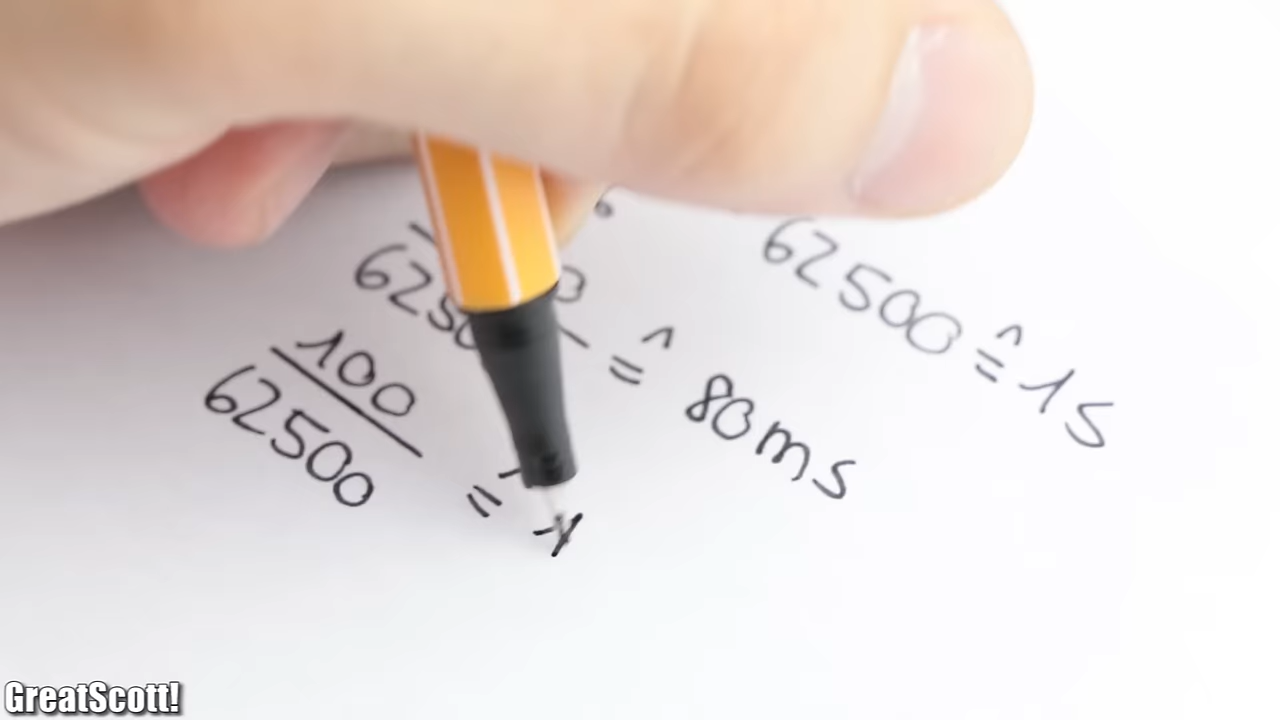 62500 ≙ 1s
≙ 80ms
100
62500
=
GreatScott!